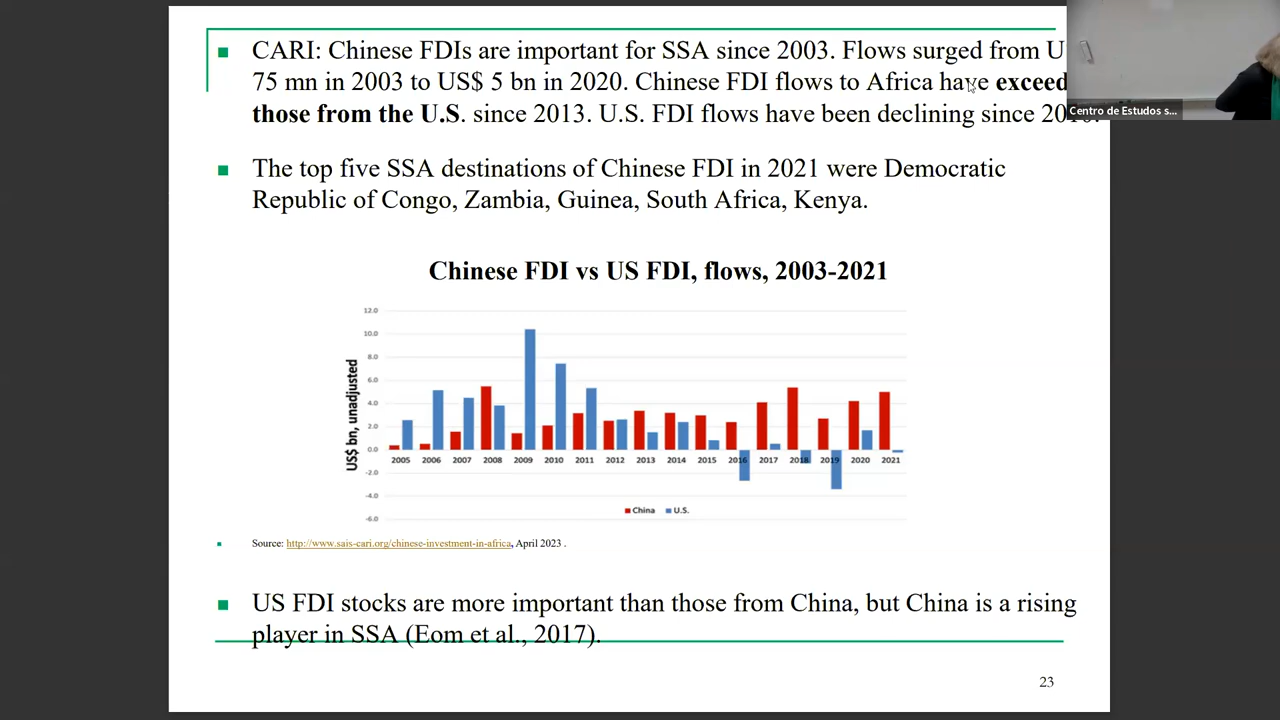 CARI: Chinese FDIs are important for SSA since 2003. Flows surged from U
75 mn in 2003 to US$ 5 bn in 2020. Chinese FDI flows to Africa have exceed
those from the U.S. since 2013. U.S. FDI flows have been declining since
Centro de Estudos s...
The top five SSA destinations of Chinese FDI in 2021 were Democratic
Republic of Congo, Zambia, Guinea, South Africa, Kenya.
Chinese FDI vs US FDI, flows, 2003-2021
US$ bn, unadjusted
12.0
10.0
8.0
6.0
4.0
2.0
0.0
-2.0
-4.0
-6.0
2005 2006 2007 2008 2009 2010 2011 2012 2013 2014 2015 2016 2017 2018 2019 2020 2021
China U.S.
Source: http://www.sais-cari.org/chinese-investment-in-africa, April 2023 .
US FDI stocks are more important than those from China, but China is a rising
player in SSA (Eom et al., 2017).
23